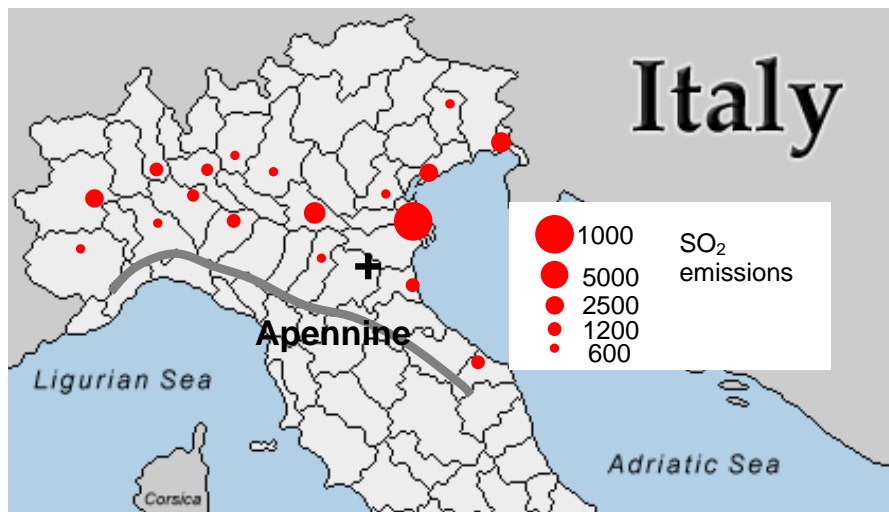 Italy
1000
5000
2500
1200
600
SO₂
emissions
Apennine
Ligurian Sea
Adriatic Sea
Corsica